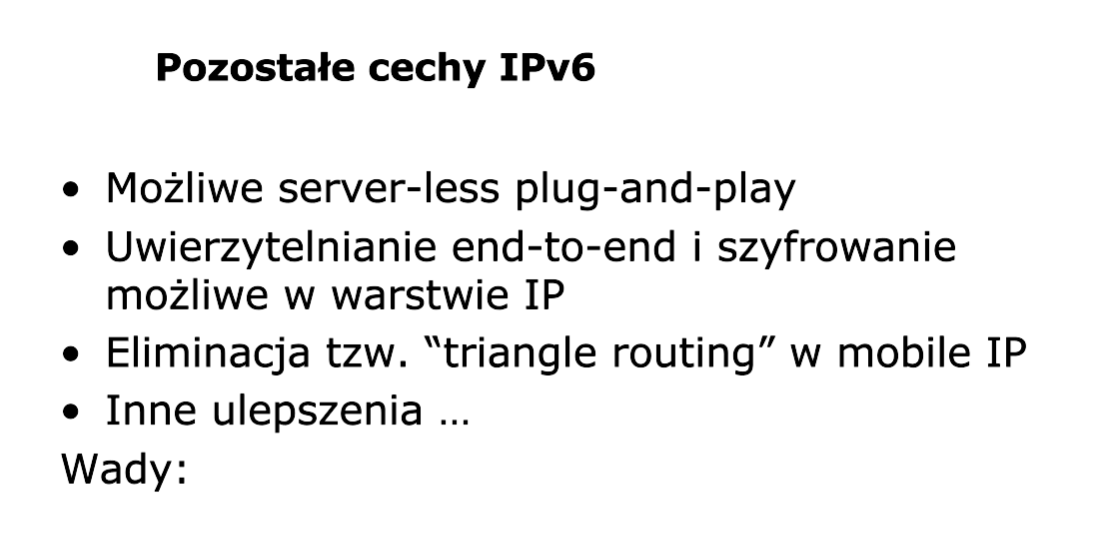 Pozostałe cechy IPv6
• Możliwe server-less plug-and-play
• Uwierzytelnianie end-to-end i szyfrowanie
możliwe w warstwie IP
• Eliminacja tzw. “triangle routing” w mobile IP
• Inne ulepszenia …
Wady: